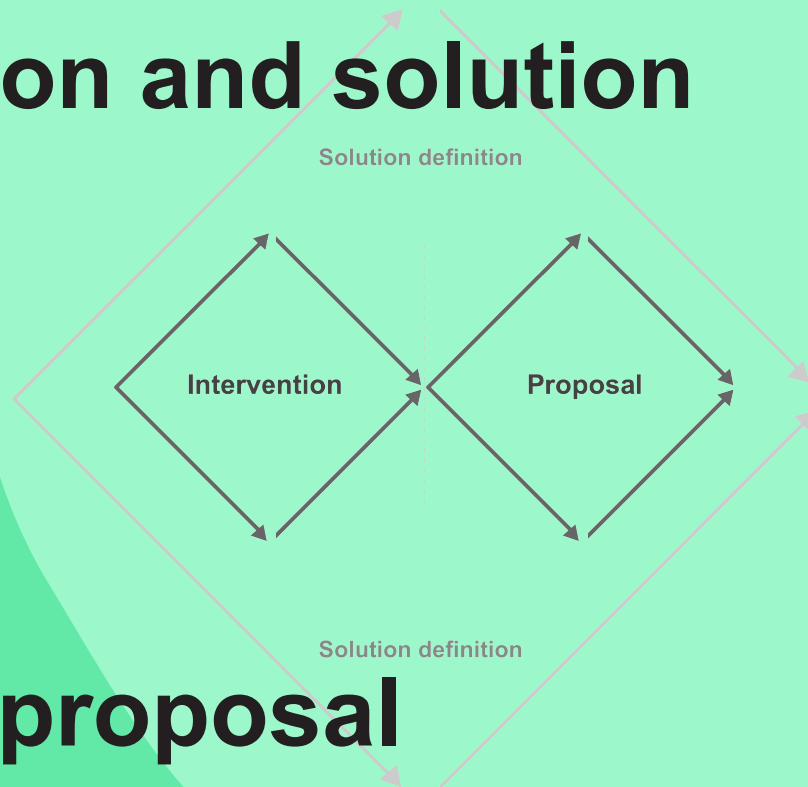 on and solution
Solution definition
Intervention
Proposal
Solution definition
proposal